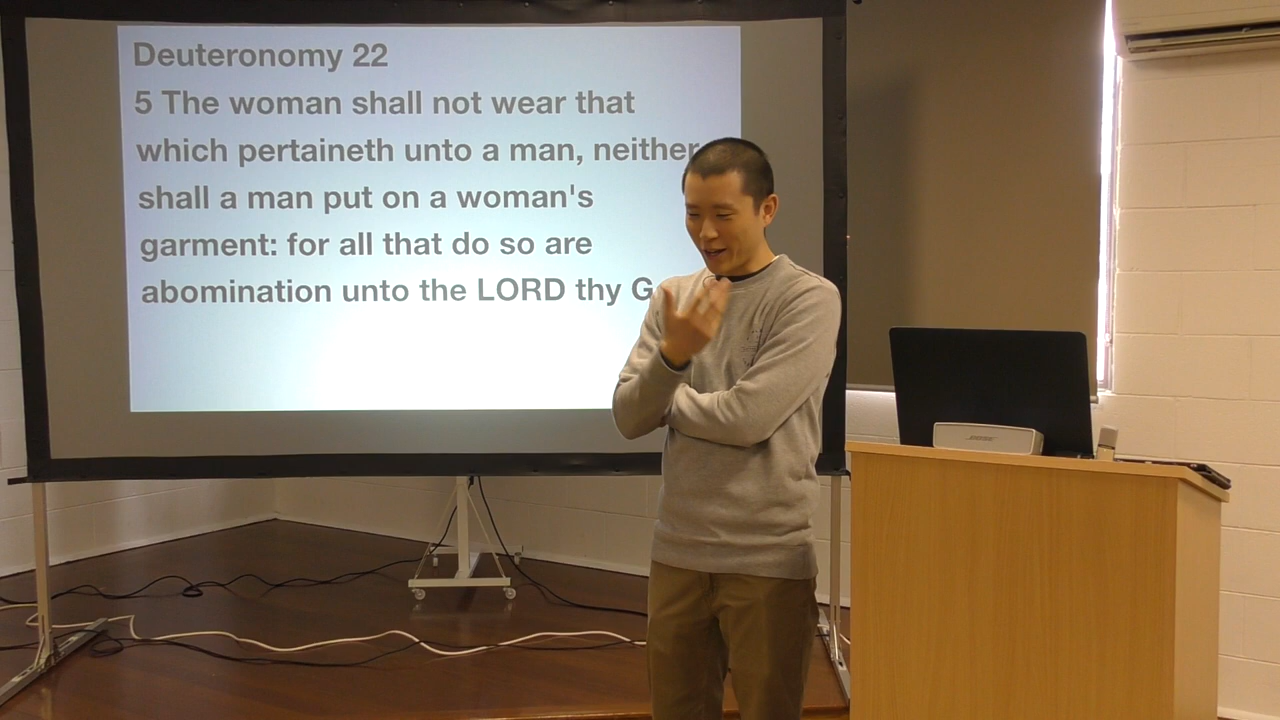 Deuteronomy 22
5 The woman shall not wear that
which pertaineth unto a man, neither
shall a man put on a woman's
garment: for all that do so are
abomination unto the LORD thy G
BOSE